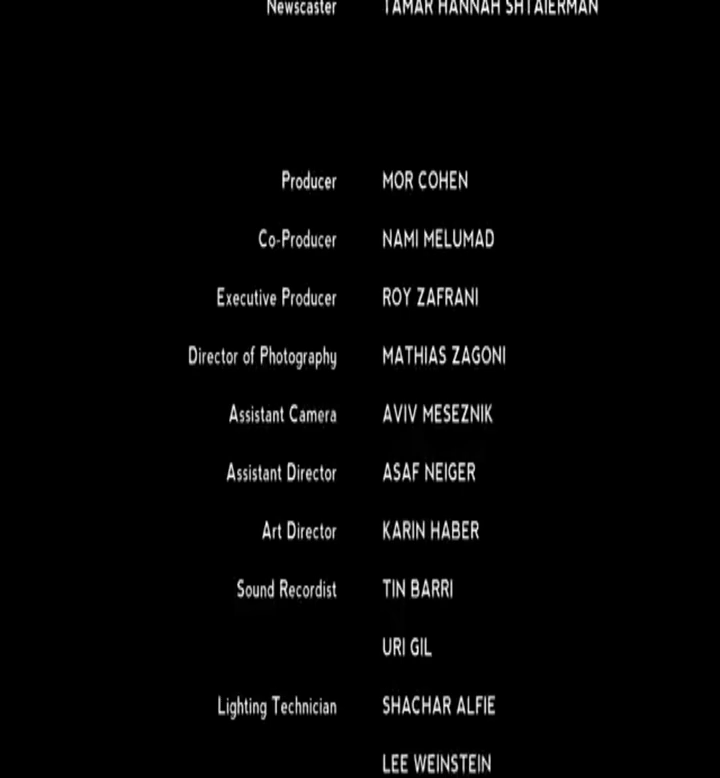 Newscaster TAMAR HANNAH SHTAIERMAN
Producer MOR COHEN
Co-Producer NAMI MELUMAD
Executive Producer ROY ZAFRANI
Director of Photography MATHIAS ZAGONI
Assistant Camera AVIV MESEZNIK
Assistant Director ASAF NEIGER
Art Director KARIN HABER
Sound Recordist TIN BARRI
URI GIL
Lighting Technician SHACHAR ALFIE
LEE WEINSTEIN